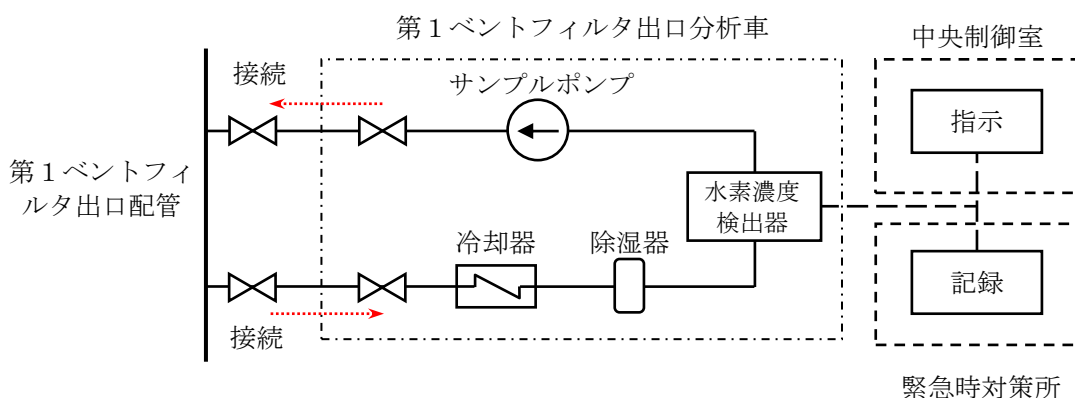 第１ベントフィルタ出口分析車
中央制御室
接続
サンプルポンプ
指示
第１ベントフィ
ルタ出口配管
水素濃度
検出器
冷却器
除湿器
記録
接続
緊急時対策所